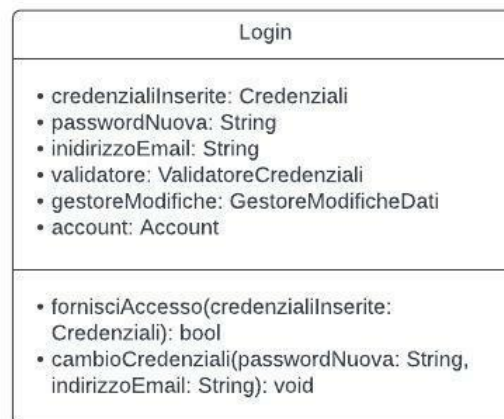 Login
• credenzialiInserite: Credenziali
• passwordNuova: String
• inidirizzoEmail: String
• validatore: ValidatoreCredenziali
• gestoreModifiche: GestoreModificheDati
• account: Account
• fornisciAccesso(credenzialiInserite:
Credenziali): bool
• cambioCredenziali(passwordNuova: String,
indirizzoEmail: String): void